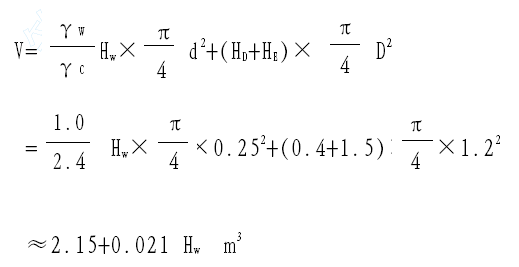 V= γw/γc Hw× π/4 d²+(HD+HE)× π/4 D²
= 1.0/2.4 Hw× π/4 ×0.25²+(0.4+1.5) π/4 ×1.2²
≈2.15+0.021 Hw m³